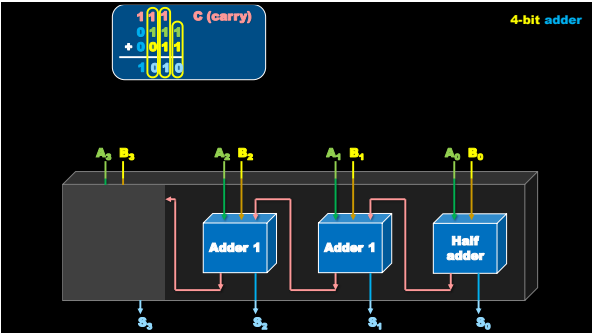 1 1 1 C (carry)
4-bit adder
0 1 1 1
+ 0 0 1 1
1 0 1 0
A3 B3 A2 B2 A1 B1 A0 B0
Adder 1 Adder 1 Half
adder
S3 S2 S1 S0